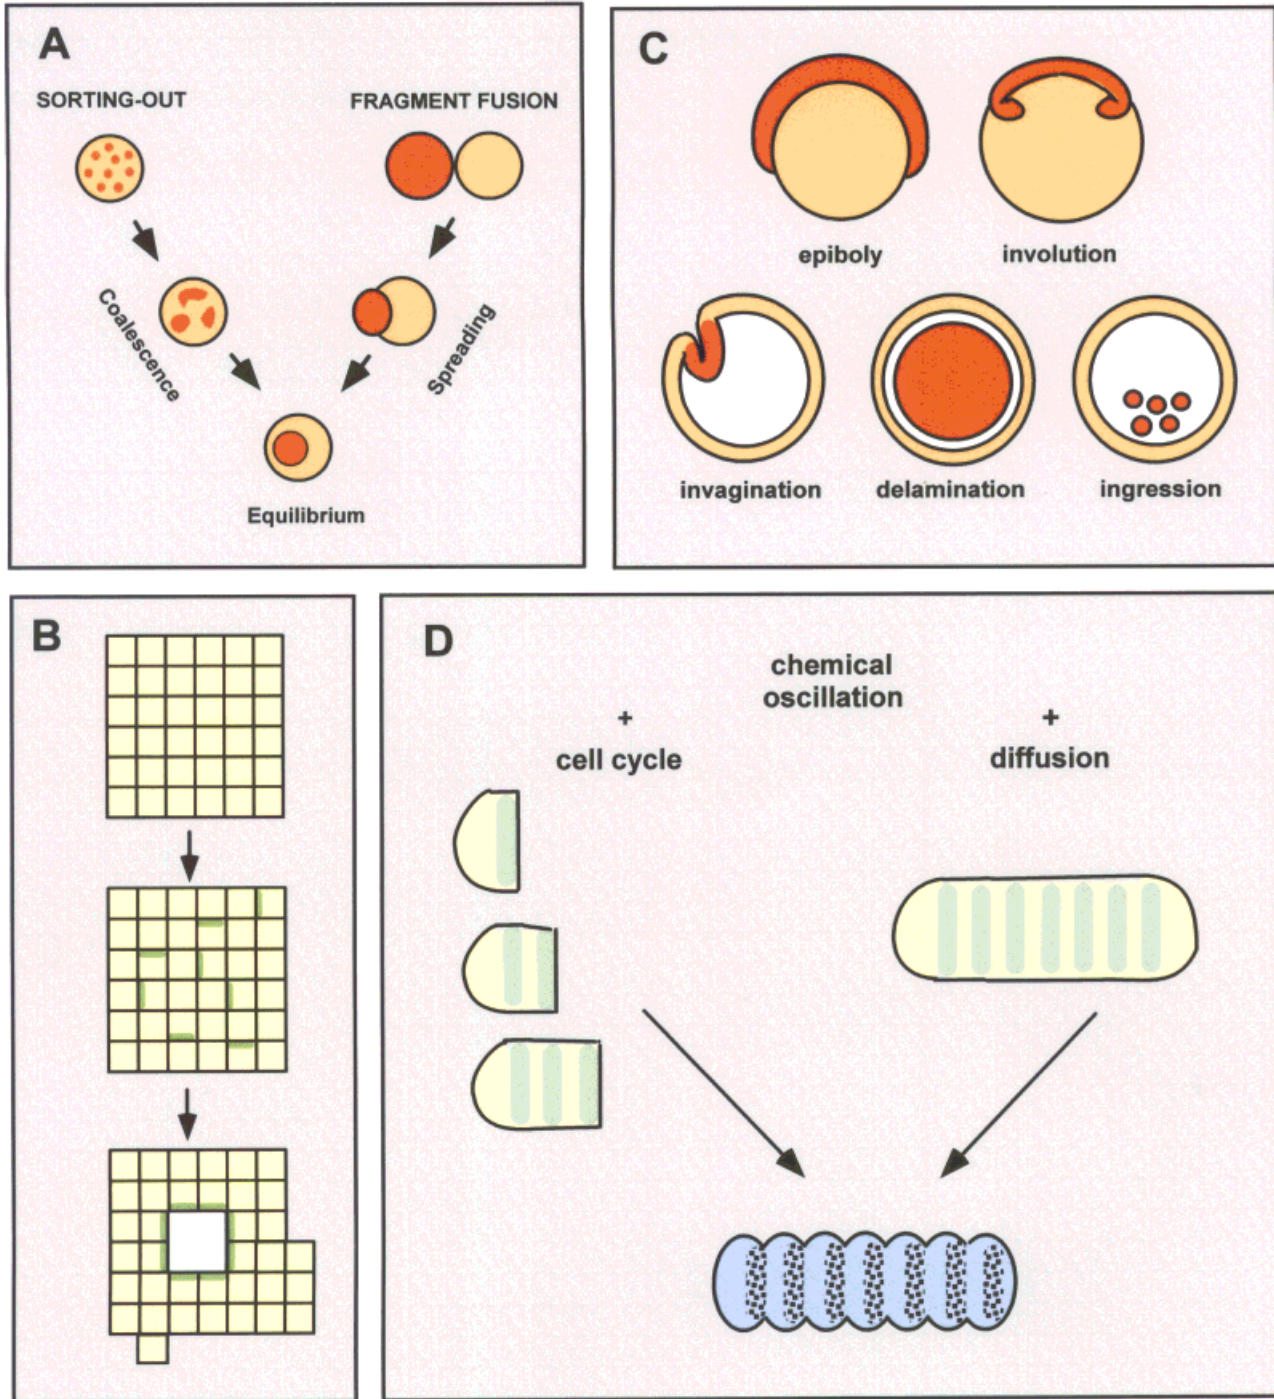 A
SORTING-OUT
FRAGMENT FUSION
Coalescence
Spreading
Equilibrium
C
epiboly
involution
invagination
delamination
ingression
B
D
chemical
oscillation
+
+
cell cycle
diffusion